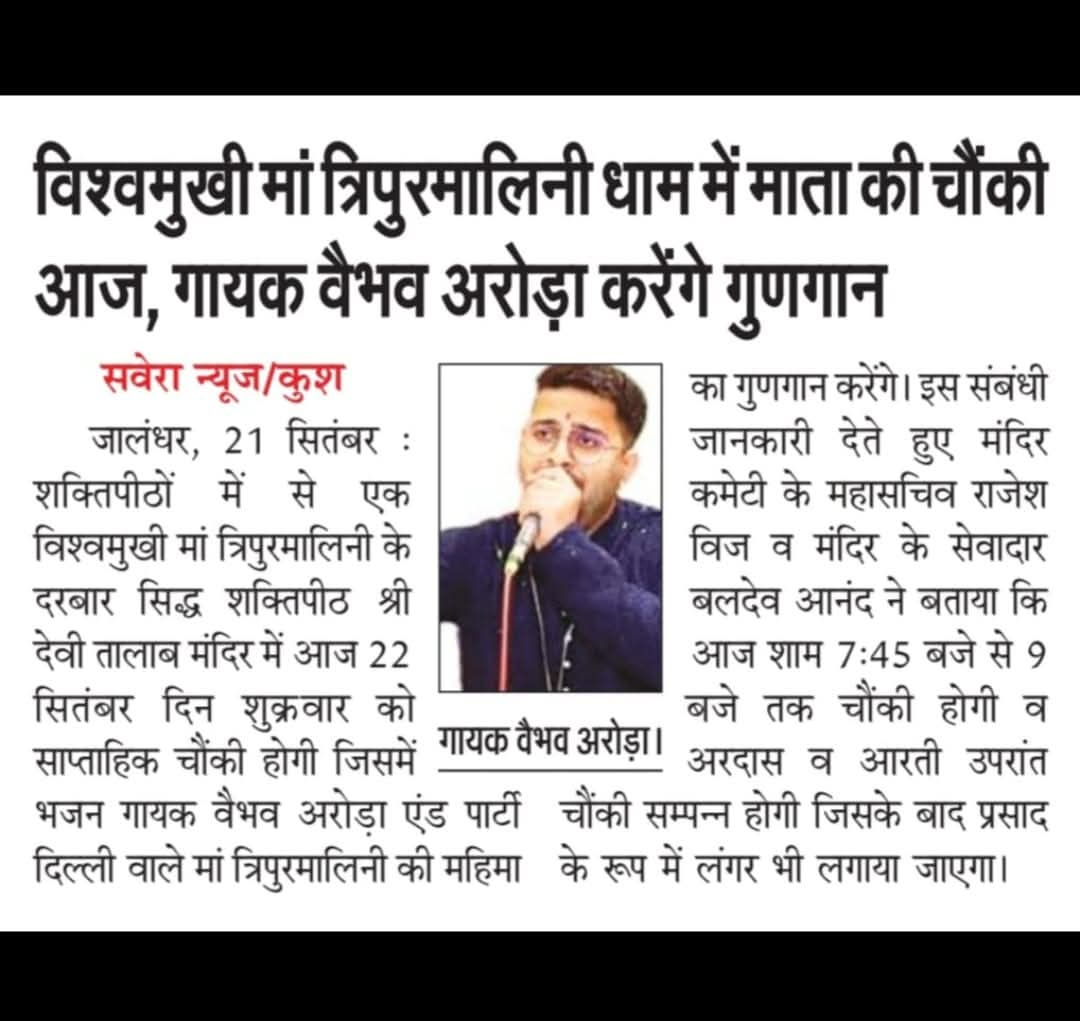 विश्वमुखी मां त्रिपुरमालिनी धाम में माता की चौंकी
आज, गायक वैभव अरोड़ा करेंगे गुणगान
सवेरा न्यूज/कुश
जालंधर, 21 सितंबर :
शक्तिपीठों में से एक
विश्वमुखी मां त्रिपुरमालिनी के
दरबार सिद्ध शक्तिपीठ श्री
देवी तालाब मंदिर में आज 22
सितंबर दिन शुक्रवार को
साप्ताहिक चौंकी होगी जिसमें
भजन गायक वैभव अरोड़ा एंड पार्टी
दिल्ली वाले मां त्रिपुरमालिनी की महिमा
गायक वैभव अरोड़ा।
का गुणगान करेंगे। इस संबंधी
जानकारी देते हुए मंदिर
कमेटी के महासचिव राजेश
विज व मंदिर के सेवादार
बलदेव आनंद ने बताया कि
आज शाम 7:45 बजे से 9
बजे तक चौंकी होगी व
अरदास व आरती उपरांत
चौंकी सम्पन्न होगी जिसके बाद प्रसाद
के रूप में लंगर भी लगाया जाएगा।